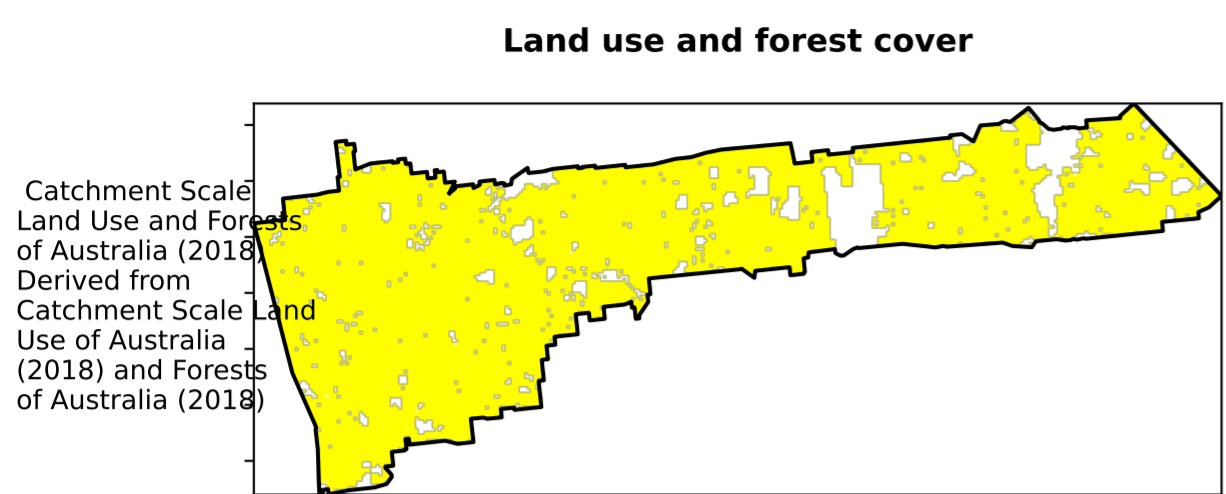 Land use and forest cover
Catchment Scale
Land Use and Forests
of Australia (2018)
Derived from
Catchment Scale Land
Use of Australia
(2018) and Forests
of Australia (2018)